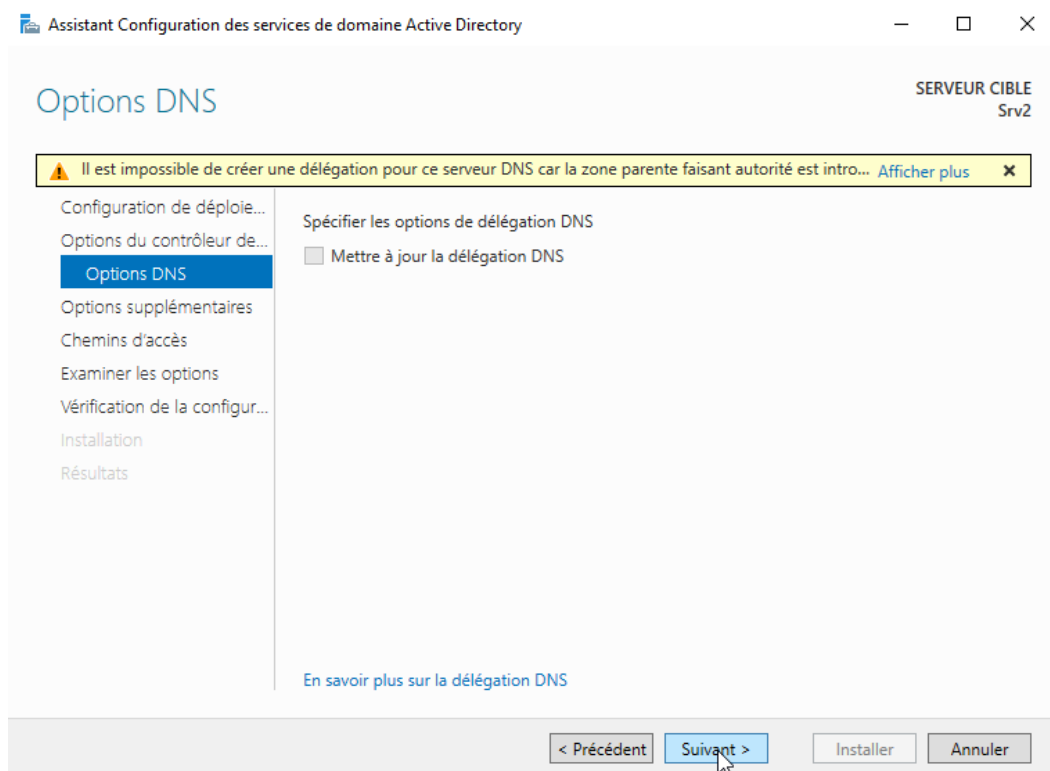 Assistant Configuration des services de domaine Active Directory
Options DNS
SERVEUR CIBLE
Srv2
Il est impossible de créer une délégation pour ce serveur DNS car la zone parente faisant autorité est intro... Afficher plus
Configuration de déploie...
Options du contrôleur de...
Options DNS
Options supplémentaires
Chemins d'accès
Examiner les options
Vérification de la configur...
Installation
Résultats
Spécifier les options de délégation DNS
Mettre à jour la délégation DNS
En savoir plus sur la délégation DNS
< Précédent Suivant > Installer Annuler